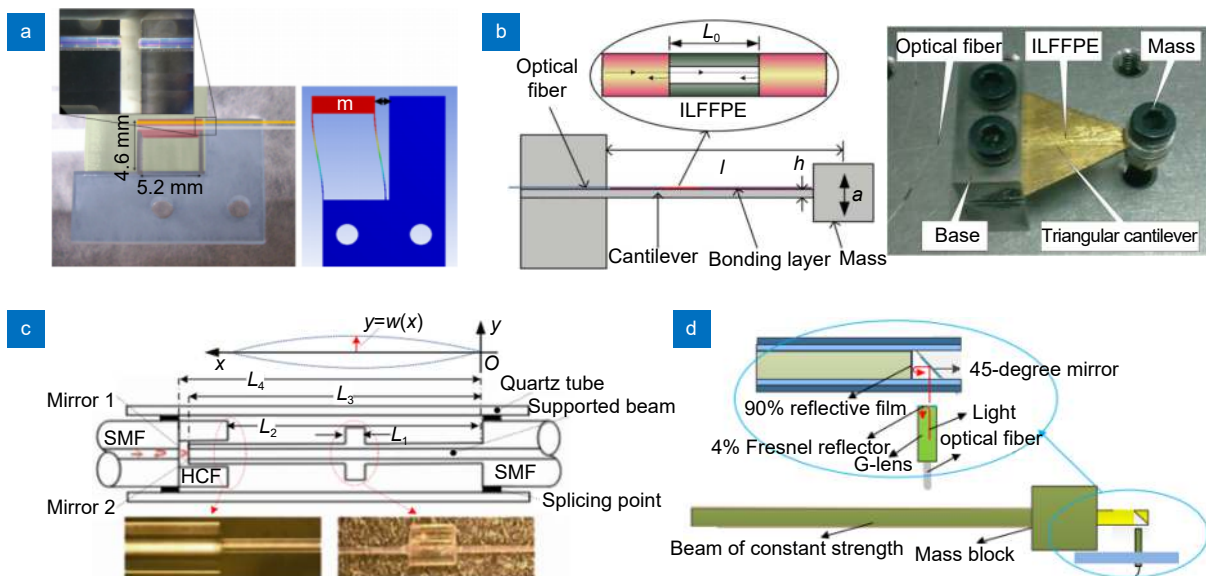 a
4.6 mm
5.2 mm
m
b
L0
Optical
fiber
ILFFPE
l
h
a
Cantilever
Bonding layer
Mass
Optical fiber
ILFFPE
Mass
Base
Triangular cantilever
c
y=w(x)
y
x
O
L4
L3
Quartz tube
Mirror 1
Supported beam
L2
L1
SMF
HCF
SMF
Mirror 2
Splicing point
d
45-degree mirror
90% reflective film
Light
4% Fresnel reflector
optical fiber
G-lens
Beam of constant strength
Mass block